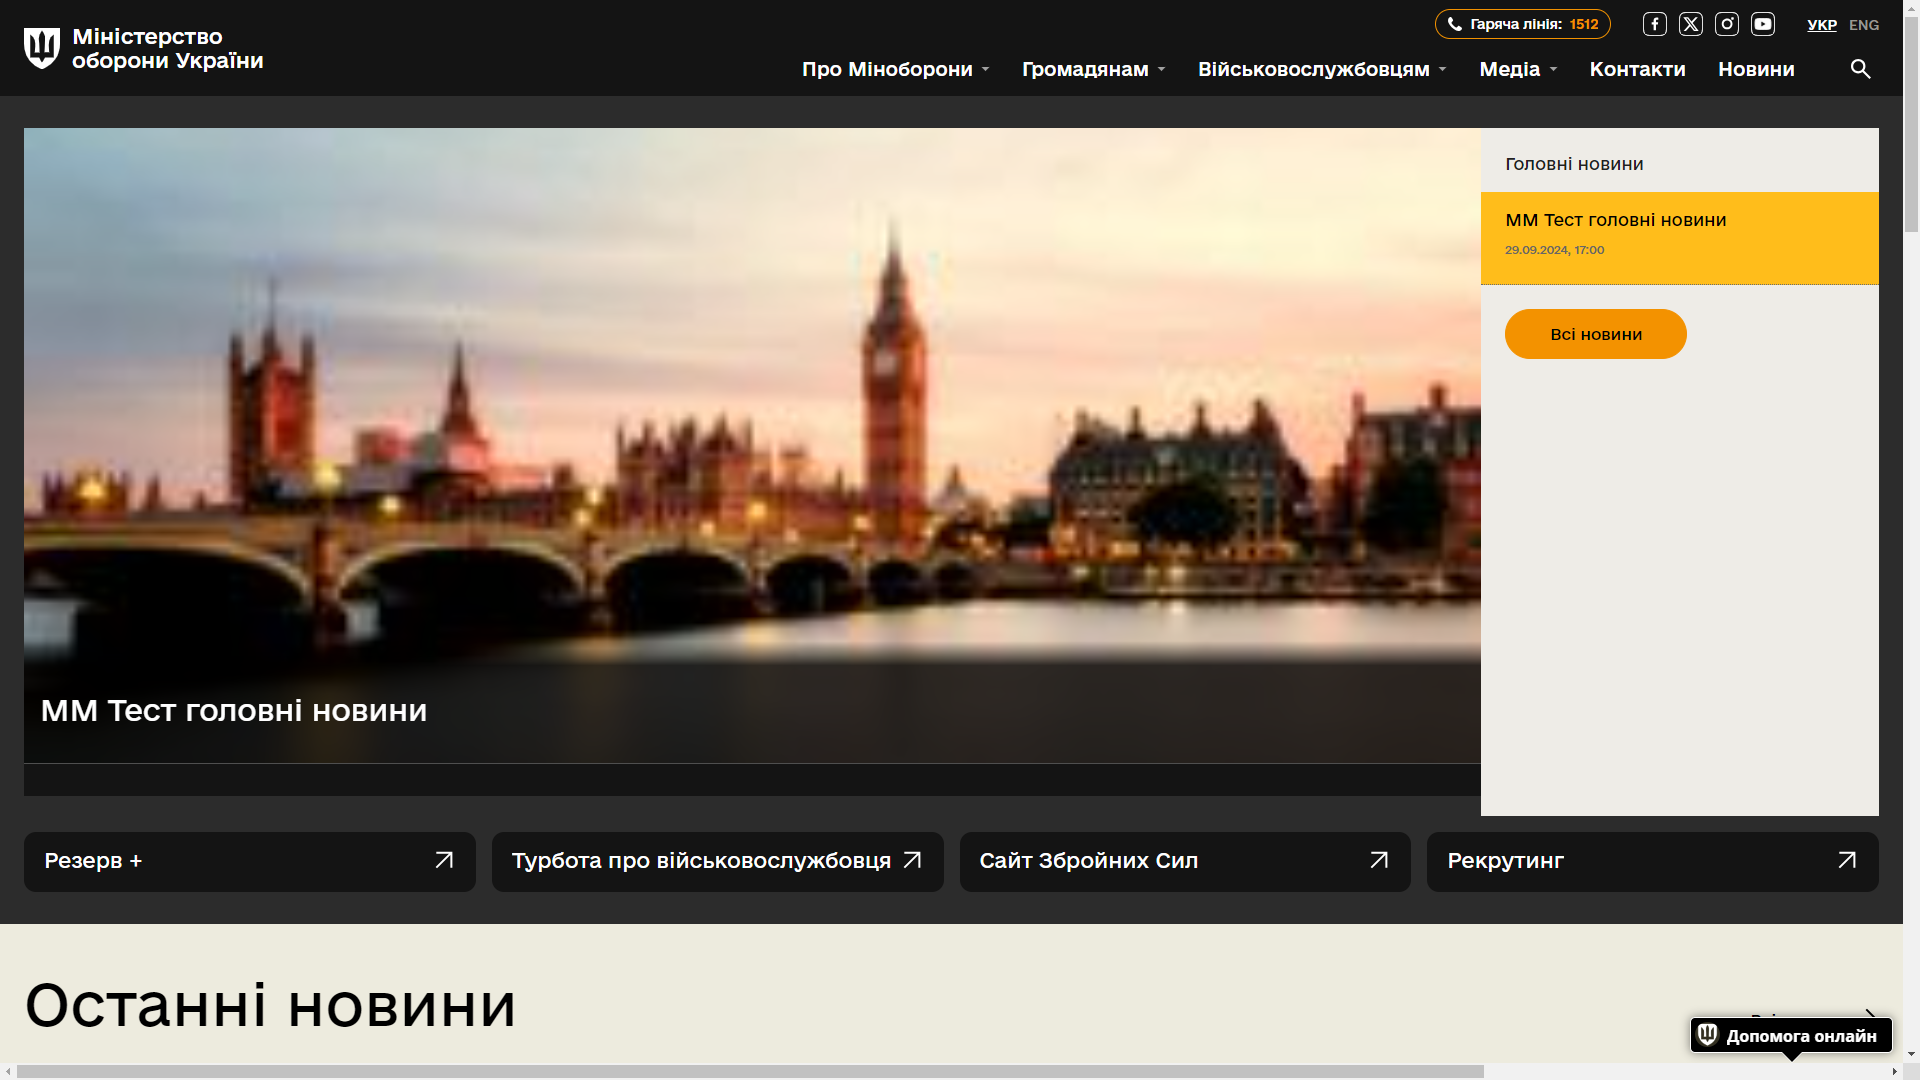 Міністерство
оборони України
Гаряча лінія: 1512
УКР ENG
Про Міноборони
Громадянам
Військовослужбовцям
Медіа
Контакти
Новини
Головні новини
ММ Тест головні новини
29.09.2024, 17:00
Всі новини
ММ Тест головні новини
Резерв +
Турбота про військовослужбовця
Сайт Збройних Сил
Рекрутинг
Останні новини
Допомога онлайн